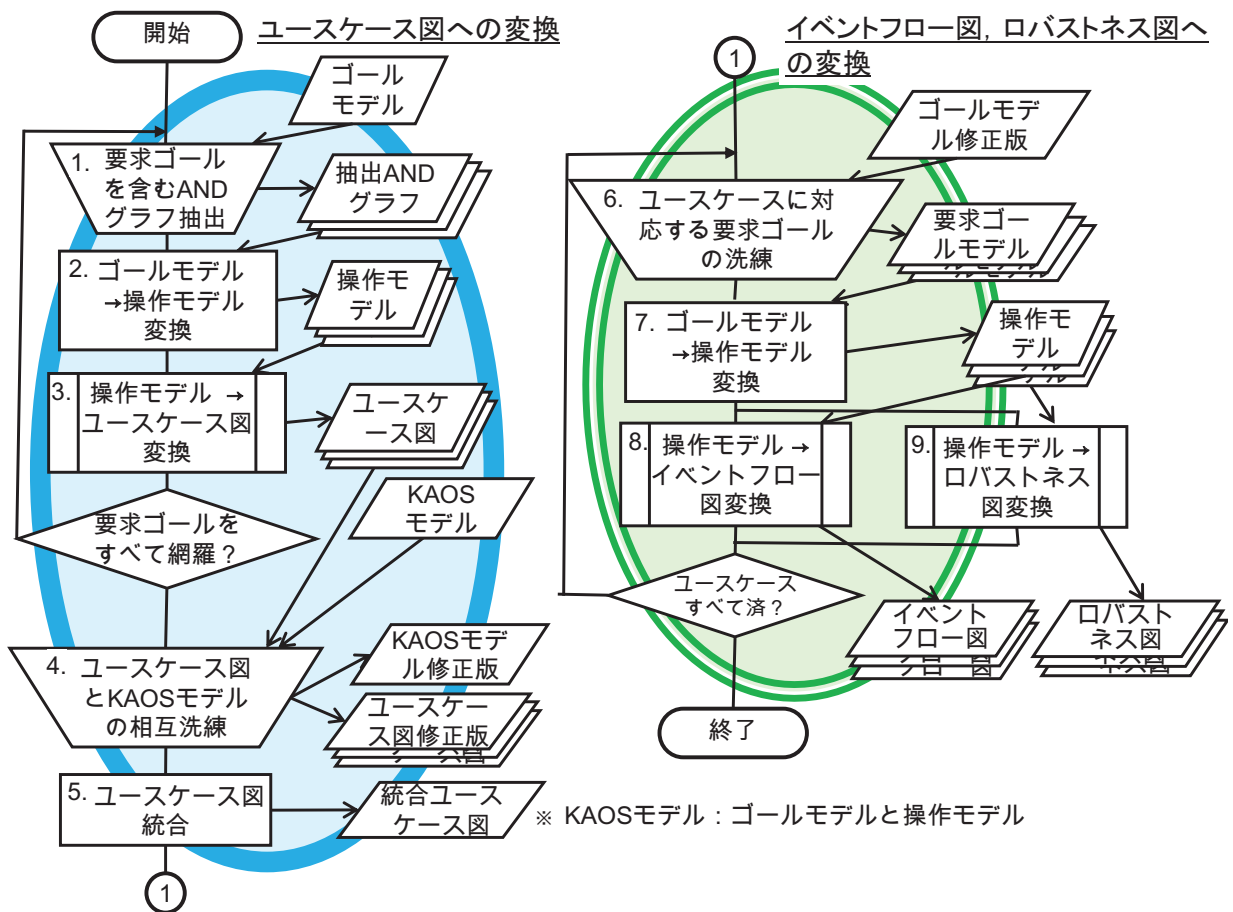 開始
ユースケース図への変換
ゴール
モデル
1. 要求ゴール
を含むAND
グラフ抽出
抽出AND
グラフ
2. ゴールモデル
→操作モデル
変換
操作モ
デル
3. 操作モデル →
ユースケース図
変換
ユースケ
ース図
要求ゴールを
すべて網羅？
KAOS
モデル
4. ユースケース図
とKAOSモデル
の相互洗練
KAOSモデ
ル修正版
ユースケー
ス図修正版
5. ユースケース図
統合
統合ユース
ケース図
1
※ KAOSモデル：ゴールモデルと操作モデル
イベントフロー図, ロバストネス図へ
の変換
1
ゴールモデ
ル修正版
6. ユースケースに対
応する要求ゴール
の洗練
要求ゴー
ルモデル
7. ゴールモデル
→操作モデル
変換
操作モ
デル
8. 操作モデル →
イベントフロー
図変換
9. 操作モデル →
ロバストネス
図変換
ユースケース
すべて済？
イベント
フロー図
ロバスト
ネス図
終了